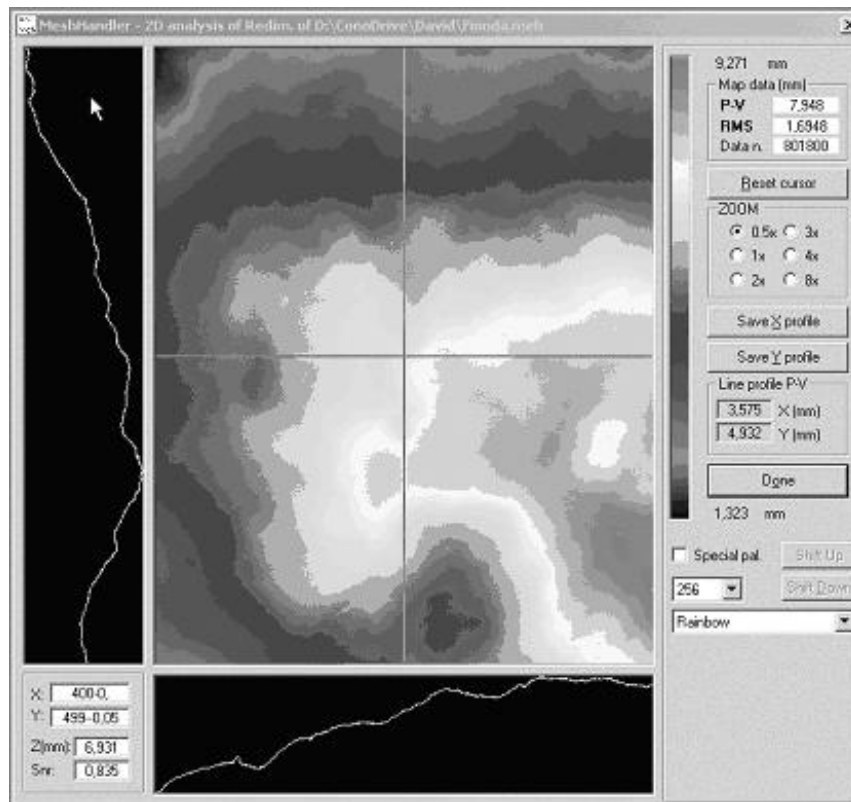 MeshHandler - 2D analysis of Redim. of D:\ConoDrive\David\Fmoda.mesh
9,271 mm
Map data (mm)
P-V 7,948
RMS 1,6948
Data n. 801800
Reset cursor
ZOOM
0.5x 3x
1x 4x
2x 8x
Save X profile
Save Y profile
Line profile P-V
3,575 X (mm)
4,932 Y (mm)
Done
1,323 mm
Special pal. Shift Up
256 Shift Down
Rainbow
X: 400-0,
Y: 499-0,05
Z(mm): 6,931
Snr: 0,835